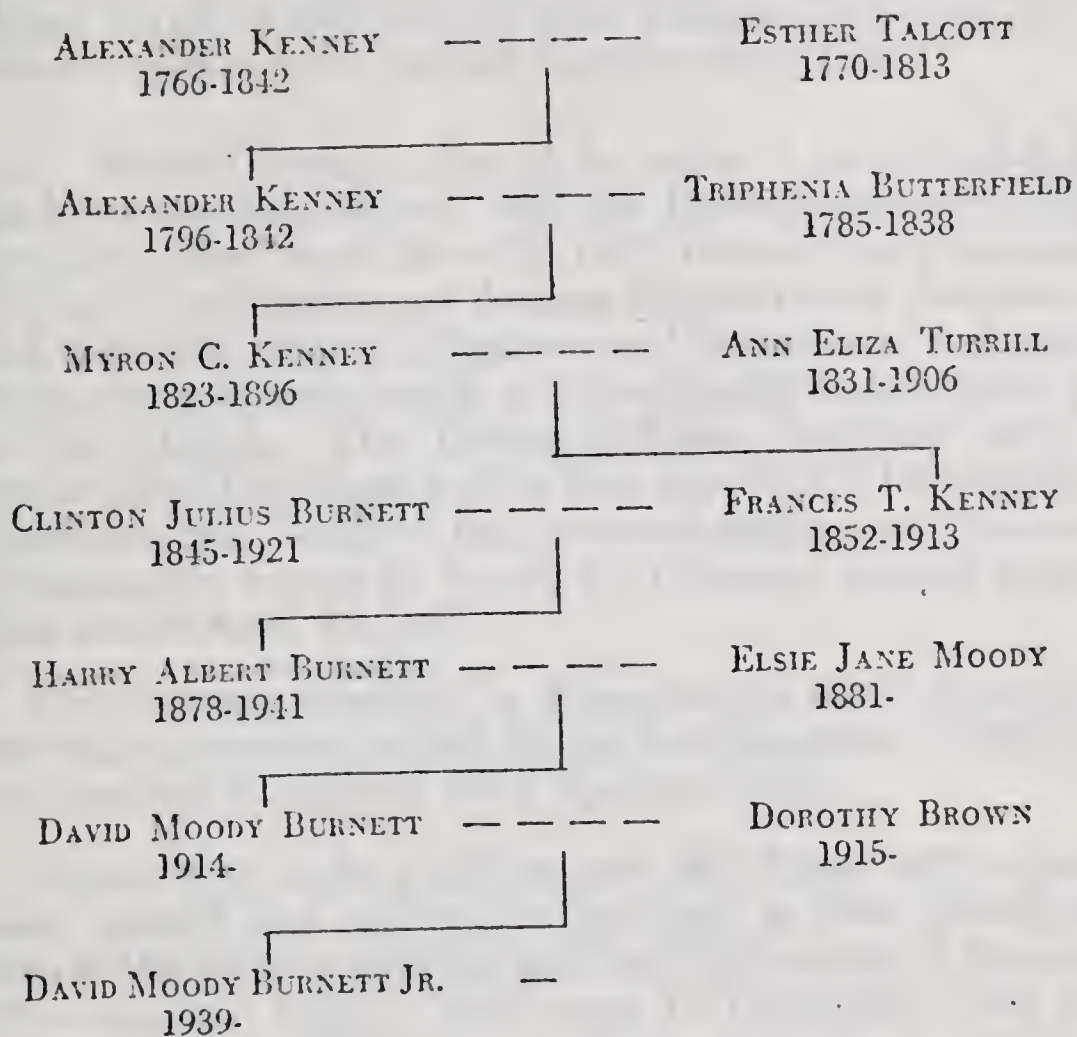 ALEXANDER KENNEY — — — — ESTHER TALCOTT
1766-1842 1770-1813
ALEXANDER KENNEY — — — — TRIPHENIA BUTTERFIELD
1796-1842 1785-1838
MYRON C. KENNEY — — — — ANN ELIZA TURRILL
1823-1896 1831-1906
CLINTON JULIUS BURNETT — — — — FRANCES T. KENNEY
1845-1921 1852-1913
HARRY ALBERT BURNETT — — — — ELSIE JANE MOODY
1878-1941 1881-
DAVID MOODY BURNETT — — — — DOROTHY BROWN
1914- 1915-
DAVID MOODY BURNETT JR. —
1939-